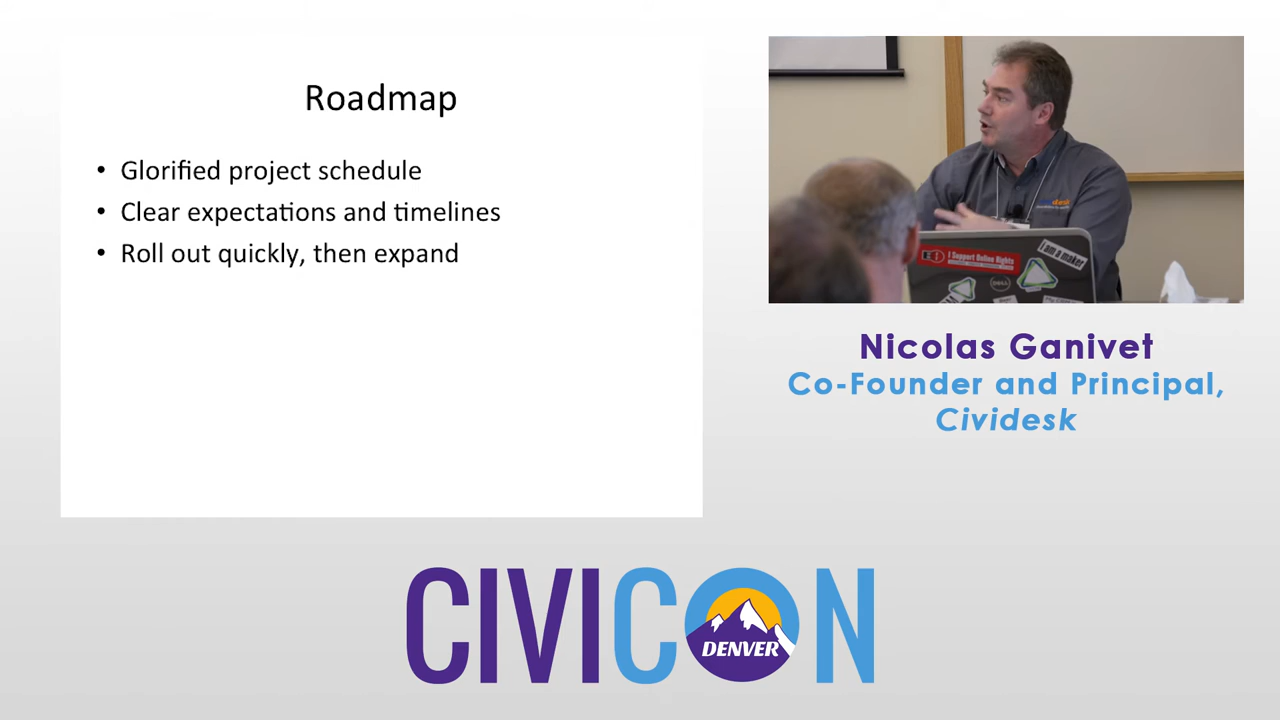 Roadmap
• Glorified project schedule
• Clear expectations and timelines
• Roll out quickly, then expand
I Support Online Rights
I am a maker
DELL
Nicolas Ganivet
Co-Founder and Principal,
Cividesk
CIVICON
DENVER